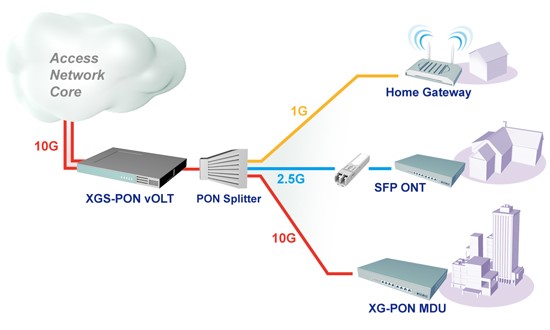 Access
Network
Core
10G
XGS-PON vOLT
PON Splitter
1G
Home Gateway
2.5G
SFP ONT
10G
XG-PON MDU